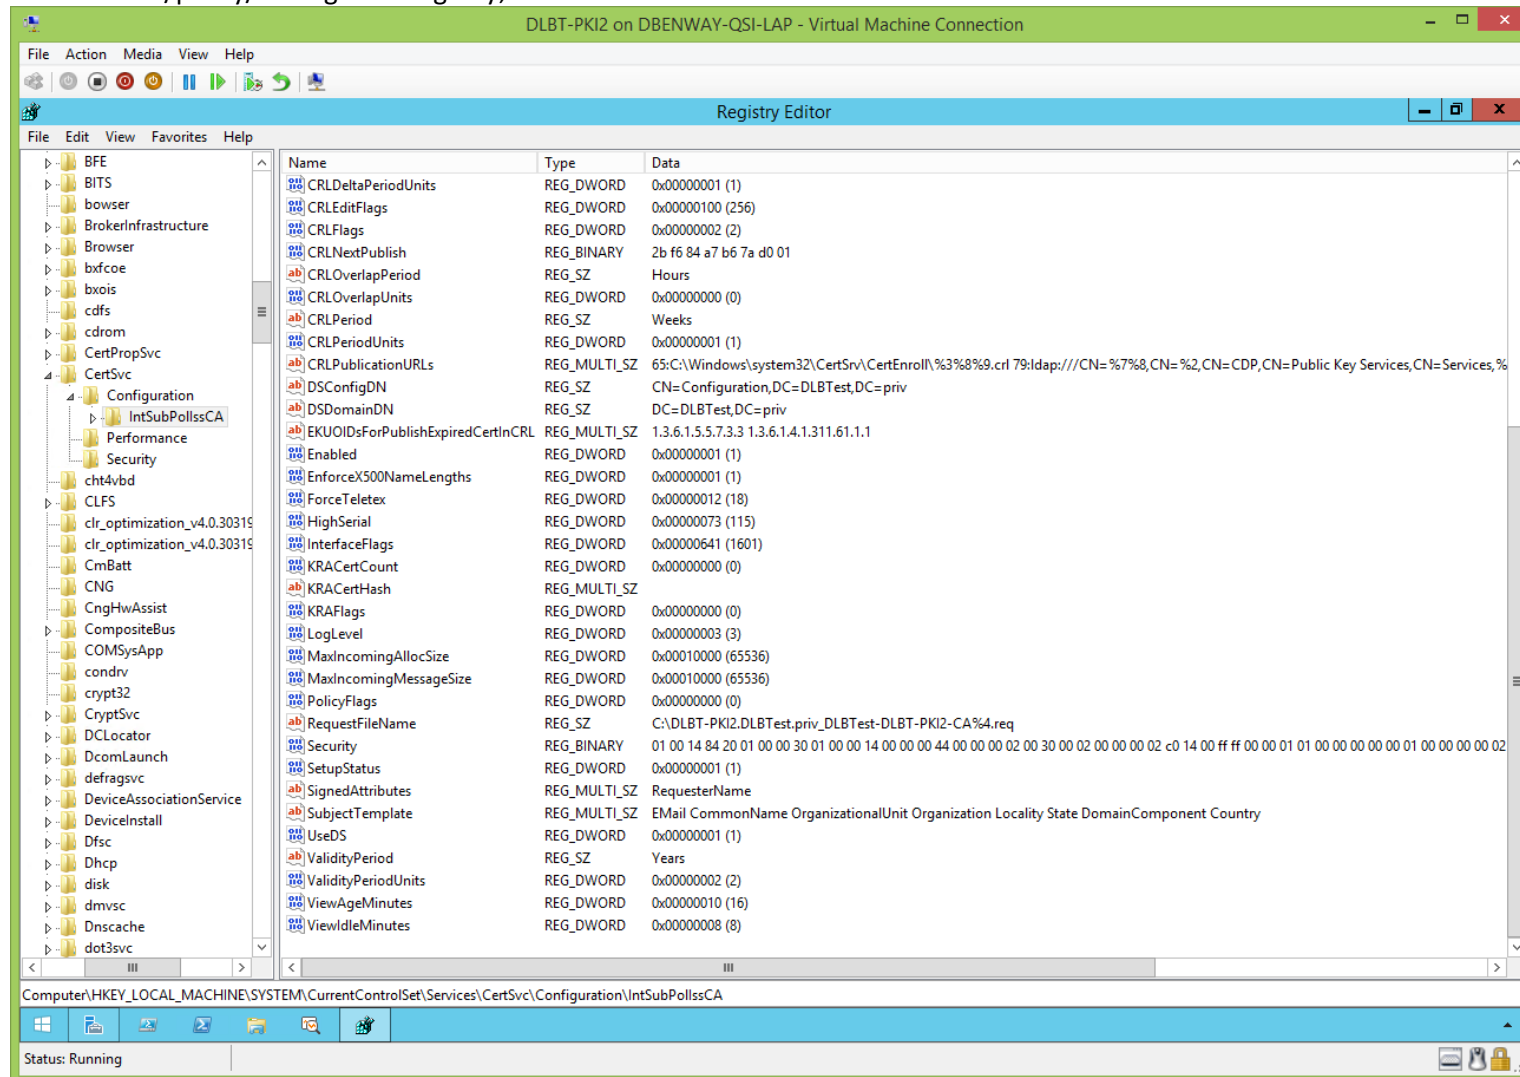 DLBT-PKI2 on DBENWAY-QSI-LAP - Virtual Machine Connection
File Action Media View Help
Registry Editor
File Edit View Favorites Help
BFE
BITS
bowser
BrokerInfrastructure
Browser
bxfcoe
bxois
cdfs
cdrom
CertPropSvc
CertSvc
Configuration
IntSubPolIssCA
Performance
Security
cht4vbd
CLFS
clr_optimization_v4.0.30319
clr_optimization_v4.0.30319
CmBatt
CNG
CngHwAssist
CompositeBus
COMSysApp
condrv
crypt32
CryptSvc
DCLocator
DcomLaunch
defragsvc
DeviceAssociationService
DeviceInstall
Dfsc
Dhcp
disk
dmvsc
Dnscache
dot3svc
Name Type Data
CRLDeltaPeriodUnits REG_DWORD 0x00000001 (1)
CRLEditFlags REG_DWORD 0x00000100 (256)
CRLFlags REG_DWORD 0x00000002 (2)
CRLNextPublish REG_BINARY 2b f6 84 a7 b6 7a d0 01
CRLOverlapPeriod REG_SZ Hours
CRLOverlapUnits REG_DWORD 0x00000000 (0)
CRLPeriod REG_SZ Weeks
CRLPeriodUnits REG_DWORD 0x00000001 (1)
CRLPublicationURLs REG_MULTI_SZ 65:C:\Windows\system32\CertSrv\CertEnroll\%3%8%9.crl 79:ldap:///CN=%7%8,CN=%2,CN=CDP,CN=Public Key Services,CN=Services,%
DSConfigDN REG_SZ CN=Configuration,DC=DLBTest,DC=priv
DSDomainDN REG_SZ DC=DLBTest,DC=priv
EKUOIDsForPublishExpiredCertInCRL REG_MULTI_SZ 1.3.6.1.5.5.7.3.3 1.3.6.1.4.1.311.61.1.1
Enabled REG_DWORD 0x00000001 (1)
EnforceX500NameLengths REG_DWORD 0x00000001 (1)
ForceTeletex REG_DWORD 0x00000012 (18)
HighSerial REG_DWORD 0x00000073 (115)
InterfaceFlags REG_DWORD 0x00000641 (1601)
KRACertCount REG_DWORD 0x00000000 (0)
KRACertHash REG_MULTI_SZ
KRAFlags REG_DWORD 0x00000000 (0)
LogLevel REG_DWORD 0x00000003 (3)
MaxIncomingAllocSize REG_DWORD 0x00010000 (65536)
MaxIncomingMessageSize REG_DWORD 0x00010000 (65536)
PolicyFlags REG_DWORD 0x00000000 (0)
RequestFileName REG_SZ C:\DLBT-PKI2.DLBTest.priv_DLBTest-DLBT-PKI2-CA%4.req
Security REG_BINARY 01 00 14 84 20 01 00 00 30 01 00 00 14 00 00 00 44 00 00 00 02 00 30 00 02 00 00 00 02 c0 14 00 ff ff 00 00 01 01 00 00 00 00 00 01 00 00 00 00 02
SetupStatus REG_DWORD 0x00000001 (1)
SignedAttributes REG_MULTI_SZ RequesterName
SubjectTemplate REG_MULTI_SZ EMail CommonName OrganizationalUnit Organization Locality State DomainComponent Country
UseDS REG_DWORD 0x00000001 (1)
ValidityPeriod REG_SZ Years
ValidityPeriodUnits REG_DWORD 0x00000002 (2)
ViewAgeMinutes REG_DWORD 0x00000010 (16)
ViewIdleMinutes REG_DWORD 0x00000008 (8)
Computer\HKEY_LOCAL_MACHINE\SYSTEM\CurrentControlSet\Services\CertSvc\Configuration\IntSubPolIssCA
Status: Running